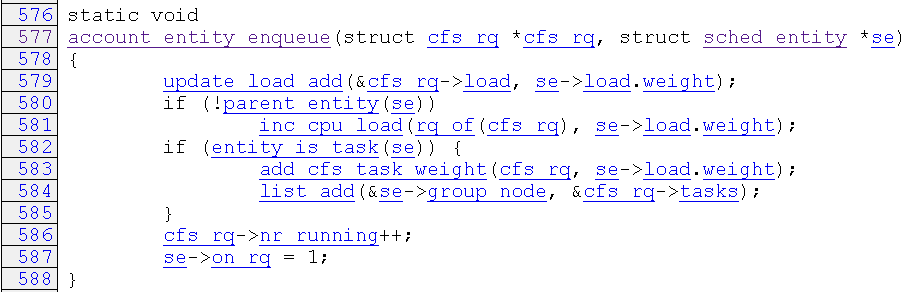 576 static void
577 account_entity_enqueue(struct cfs_rq *cfs_rq, struct sched_entity *se)
578 {
579         update_load_add(&cfs_rq->load, se->load.weight);
580         if (!parent_entity(se))
581                 inc_cpu_load(rq_of(cfs_rq), se->load.weight);
582         if (entity_is_task(se)) {
583                 add_cfs_task_weight(cfs_rq, se->load.weight);
584                 list_add(&se->group_node, &cfs_rq->tasks);
585         }
586         cfs_rq->nr_running++;
587         se->on_rq = 1;
588 }